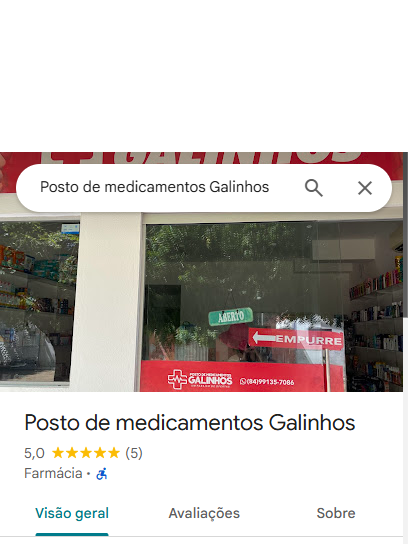 GALINHOS
Posto de medicamentos Galinhos
ABERTO
EMPURRE
POSTO DE MEDICAMENTOS
GALINHOS
(84)99135-7086
Posto de medicamentos Galinhos
5,0 ★★★★★ (5)
Farmácia ·
Visão geral
Avaliações
Sobre